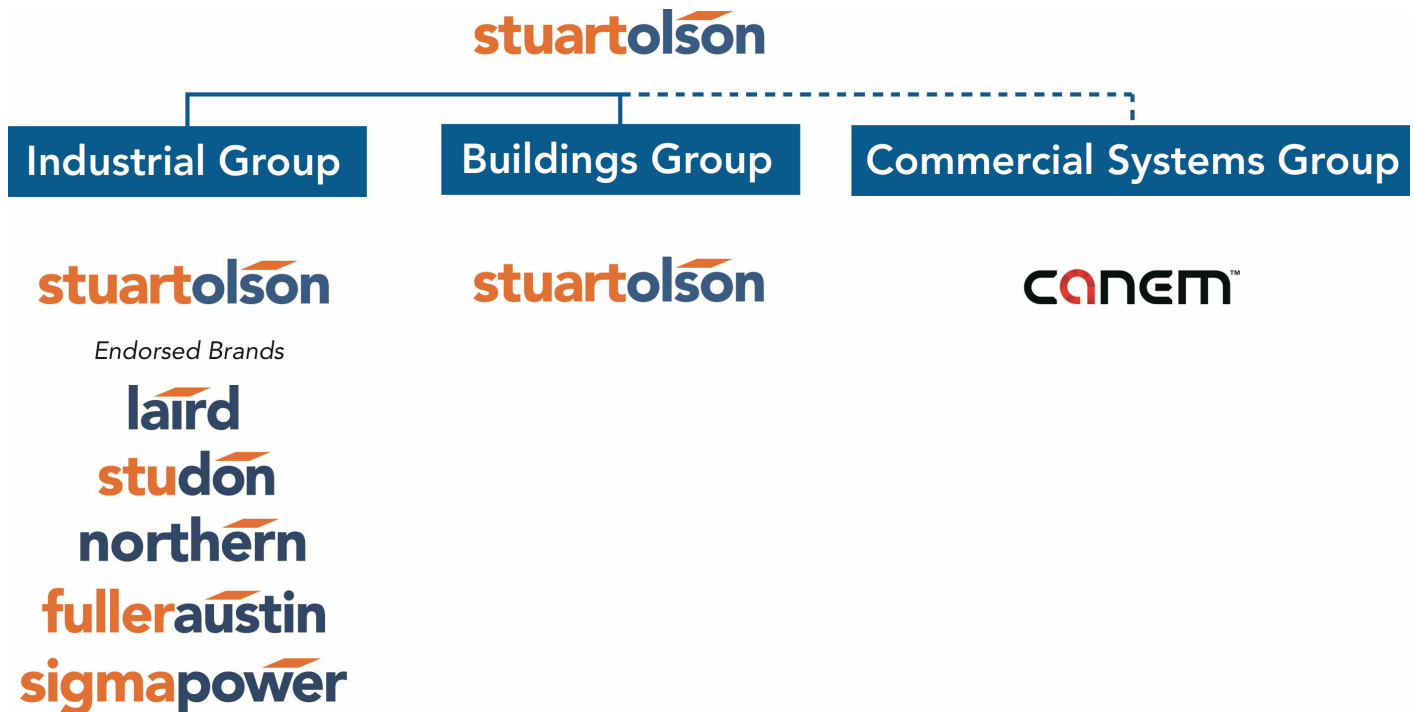 stuartolson
Industrial Group
Buildings Group
Commercial Systems Group
stuartolson
stuartolson
canem™
Endorsed Brands
laird
studon
northern
fulleraustin
sigmapower